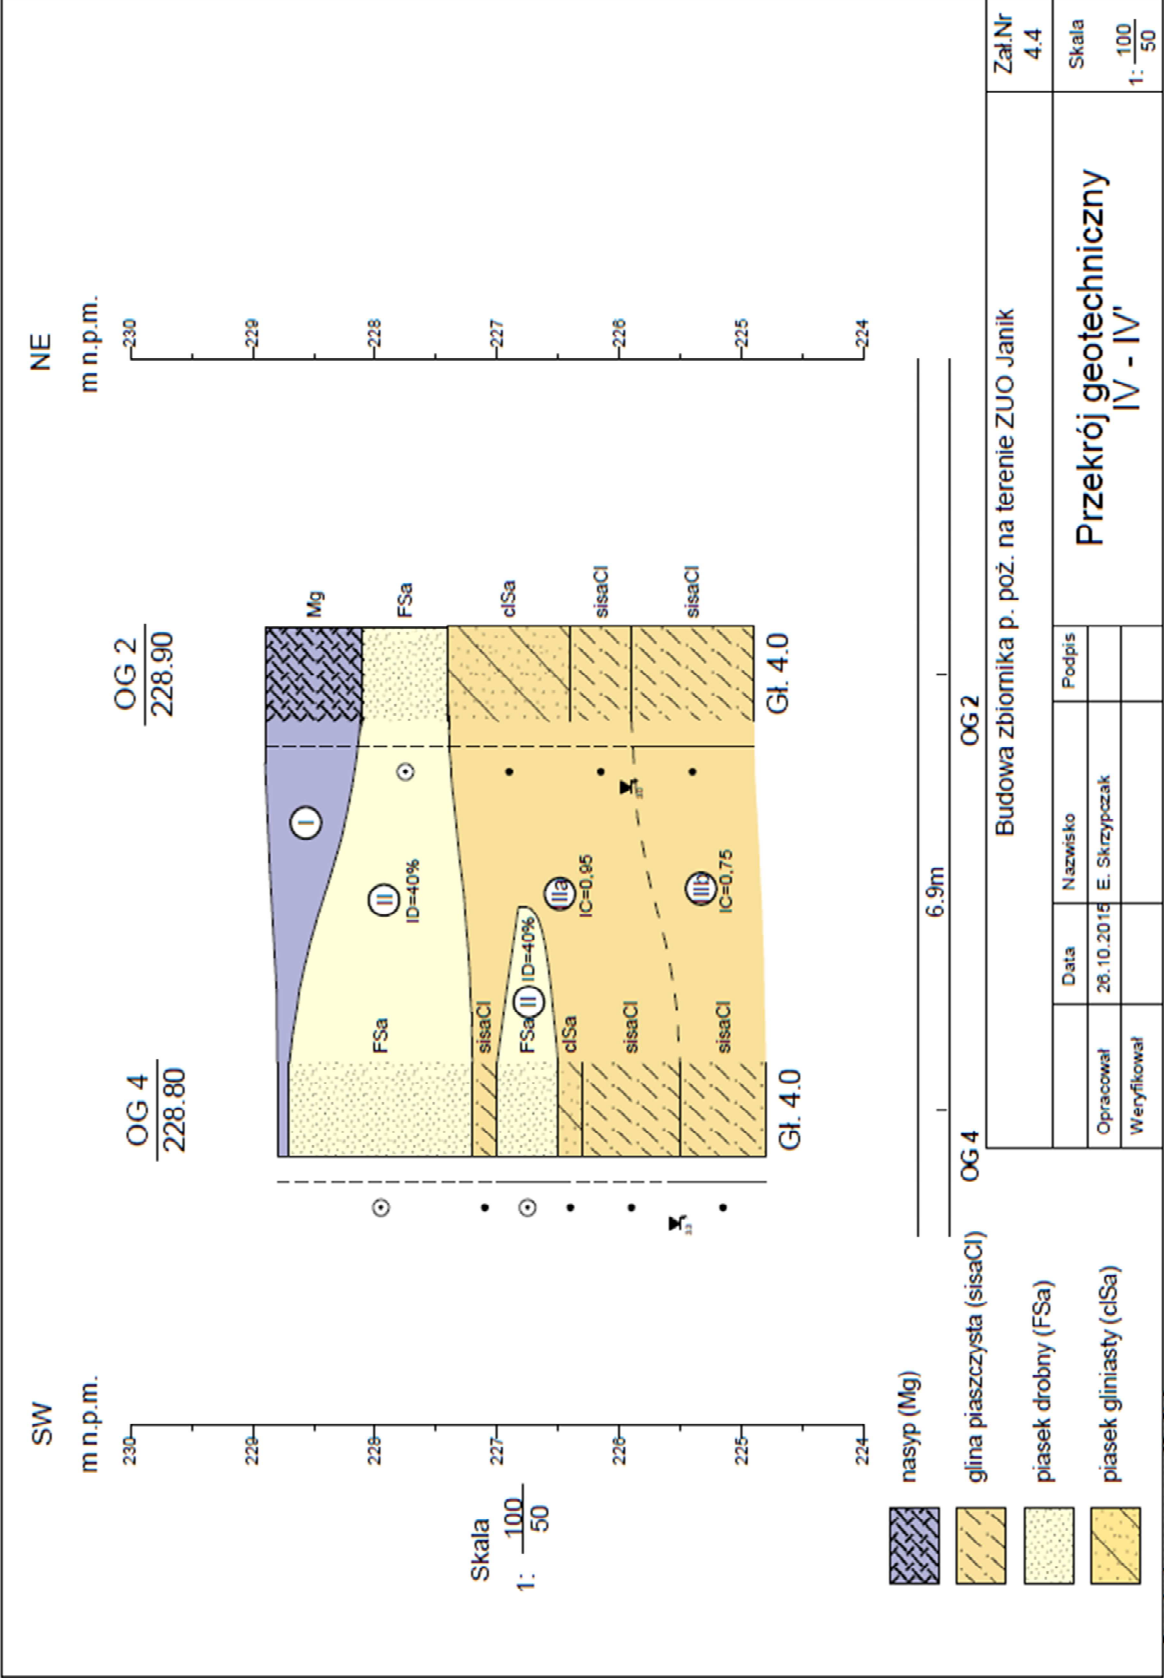 SW
NE
m n.p.m.
m n.p.m.
OG 4
228.80
OG 2
228.90
230
229
228
227
226
225
224
230
229
228
227
226
225
224
Skala
1: 100
50
I
II
ID=40%
FSa
sisaCl
FSa
II
ID=40%
clSa
sisaCl
sisaCl
IIIa
IC=0,95
IIIb
IC=0,75
Mg
FSa
clSa
sisaCl
sisaCl
Gł. 4.0
Gł. 4.0
6.9m
OG 4
OG 2
nasyp (Mg)
glina piaszczysta (sisaCl)
piasek drobny (FSa)
piasek gliniasty (clSa)
Budowa zbiornika p. poż. na terenie ZUO Janik
Zał.Nr
4.4
Data
Nazwisko
Podpis
Opracował
26.10.2015
E. Skrzypczak
Weryfikował
Przekrój geotechniczny
IV - IV'
Skala
1: 100
50